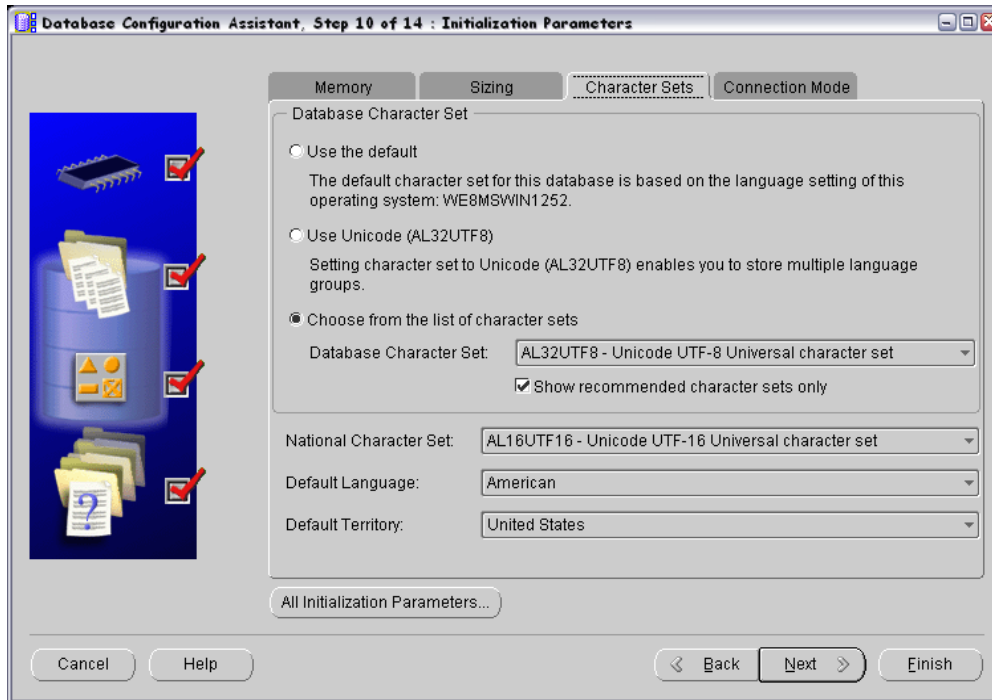 Database Configuration Assistant, Step 10 of 14 : Initialization Parameters
Memory
Sizing
Character Sets
Connection Mode
Database Character Set
Use the default
The default character set for this database is based on the language setting of this
operating system: WE8MSWIN1252.
Use Unicode (AL32UTF8)
Setting character set to Unicode (AL32UTF8) enables you to store multiple language
groups.
Choose from the list of character sets
Database Character Set: AL32UTF8 - Unicode UTF-8 Universal character set
Show recommended character sets only
National Character Set: AL16UTF16 - Unicode UTF-16 Universal character set
Default Language: American
Default Territory: United States
All Initialization Parameters...
Cancel
Help
Back
Next
Finish